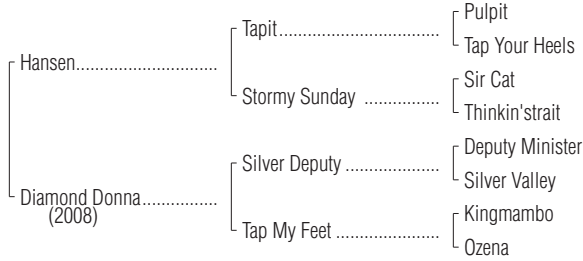 Pulpit
Tapit
Tap Your Heels
Hansen
Sir Cat
Stormy Sunday
Thinkin'strait
Deputy Minister
Silver Deputy
Silver Valley
Diamond Donna
(2008)
Kingmambo
Tap My Feet
Ozena